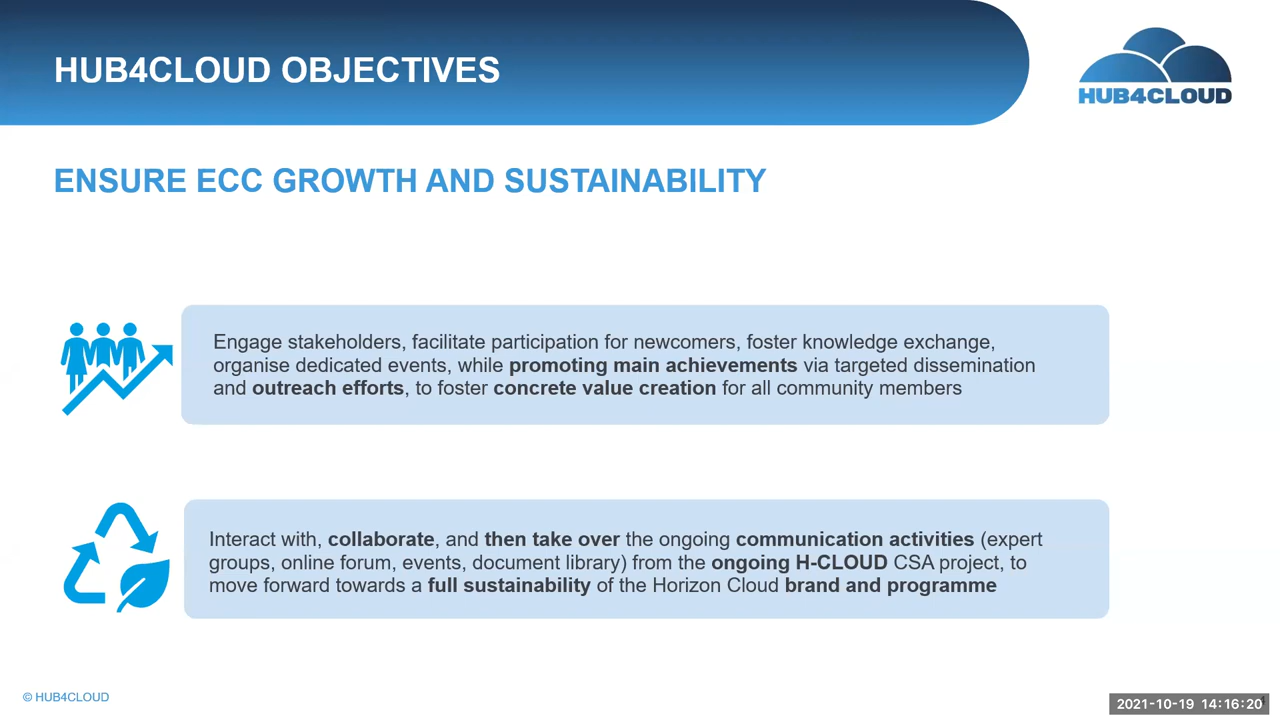 HUB4CLOUD OBJECTIVES
HUB4CLOUD
ENSURE ECC GROWTH AND SUSTAINABILITY
Engage stakeholders, facilitate participation for newcomers, foster knowledge exchange,
organise dedicated events, while promoting main achievements via targeted dissemination
and outreach efforts, to foster concrete value creation for all community members
Interact with, collaborate, and then take over the ongoing communication activities (expert
groups, online forum, events, document library) from the ongoing H-CLOUD CSA project, to
move forward towards a full sustainability of the Horizon Cloud brand and programme
© HUB4CLOUD
2021-10-19 14:16:20